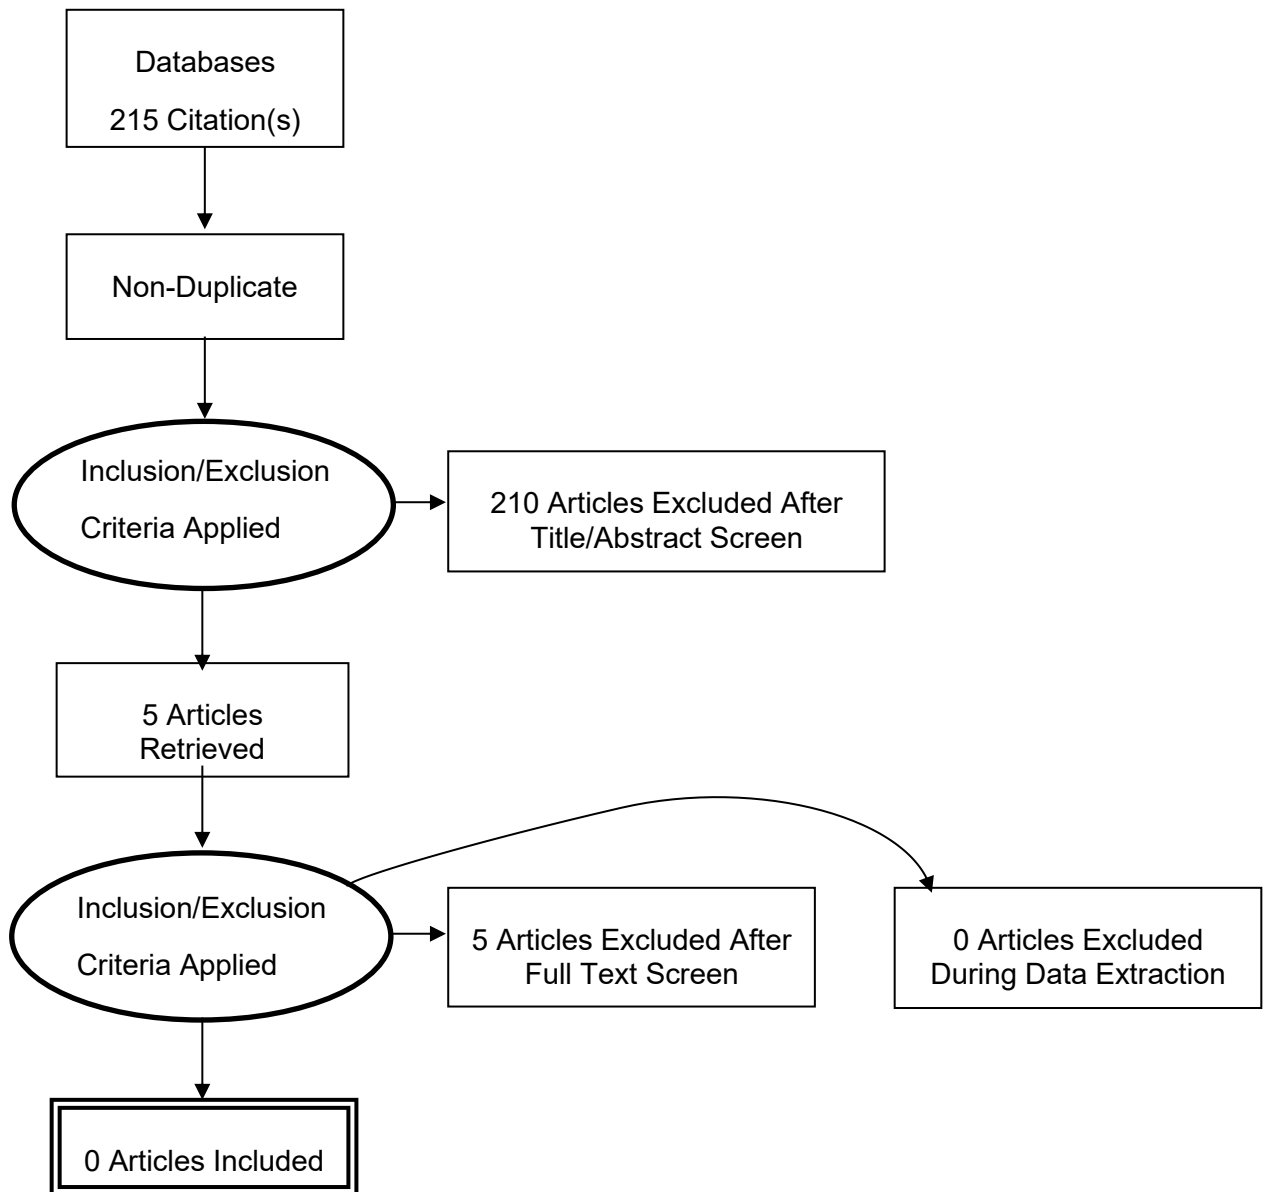 Databases
215 Citation(s)
Non-Duplicate
Inclusion/Exclusion
Criteria Applied
210 Articles Excluded After
Title/Abstract Screen
5 Articles
Retrieved
Inclusion/Exclusion
Criteria Applied
5 Articles Excluded After
Full Text Screen
0 Articles Excluded
During Data Extraction
0 Articles Included